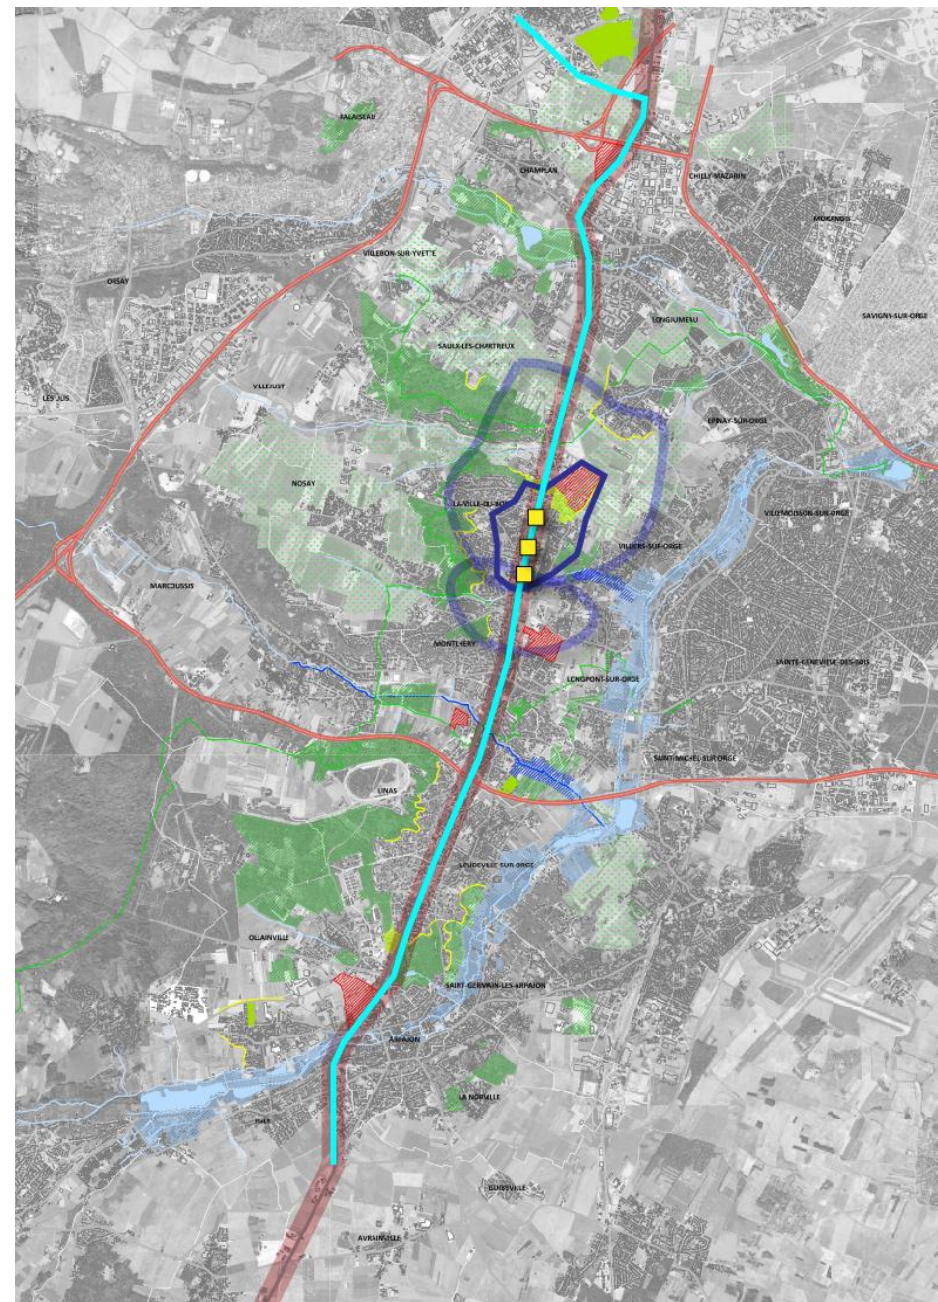 PALAISEAU
CHAMPLAN
CHILLY-MAZARIN
MORANGIS
VILLEBON-SUR-YVETTE
ORSAY
SAVIGNY-SUR-ORGE
LONGJUMEAU
SAULX-LES-CHARTREUX
VILLEJUST
LES ULIS
EPINAY-SUR-ORGE
NOZAY
LA-VILLE-DU-BOIS
VILLEMOISSON-SUR-ORGE
VILLIERS-SUR-ORGE
MARCOUSSIS
MONTLHERY
SAINTE-GENEVIEVE-DES-BOIS
LONGPONT-SUR-ORGE
SAINT-MICHEL-SUR-ORGE
LINAS
LEUDEVILLE-SUR-ORGE
OLLAINVILLE
SAINT-GERMAIN-LES-ARPAJON
ARPAJON
LA NORVILLE
GUIBEVILLE
AVRAINVILLE